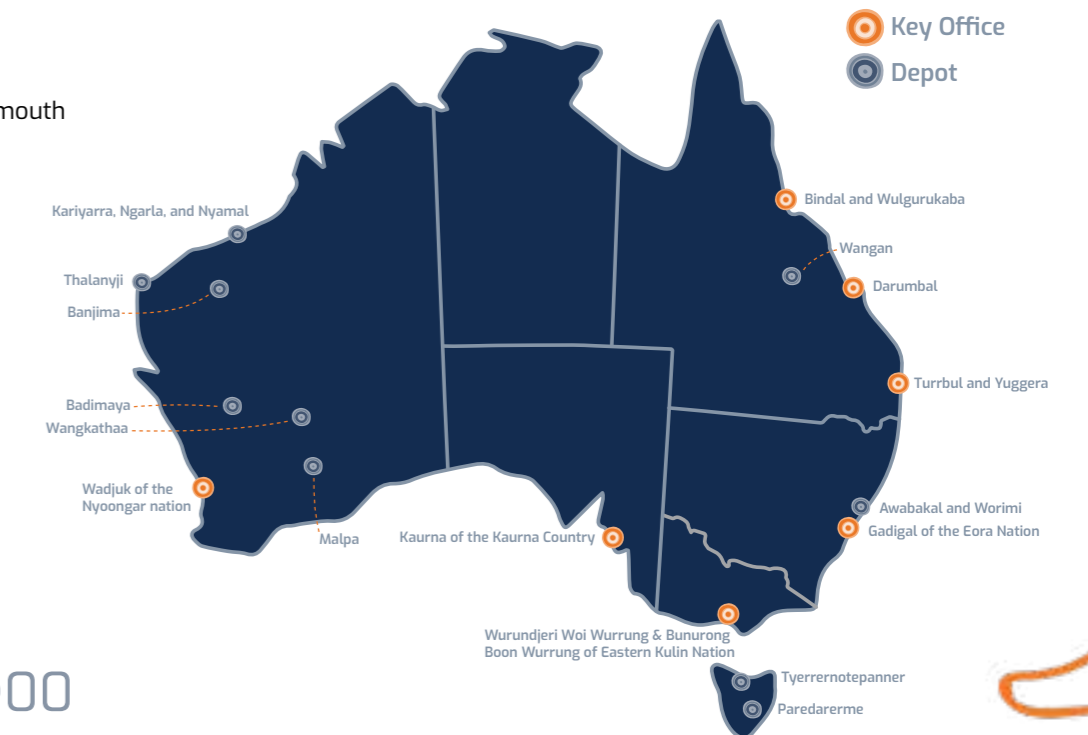 Key Office
Depot
mouth
Kariyarra, Ngarla, and Nyamal
Bindal and Wulgurukaba
Wangan
Thalanyji
Darumbal
Banjima
Turrbul and Yuggera
Badimaya
Wangkathaa
Wadjuk of the
Nyoongar nation
Awabakal and Worimi
Gadigal of the Eora Nation
Kaurna of the Kaurna Country
Malpa
Wurundjeri Woi Wurrung & Bunurong
Boon Wurrung of Eastern Kulin Nation
Tyerrernotepanner
00
Paredarerme